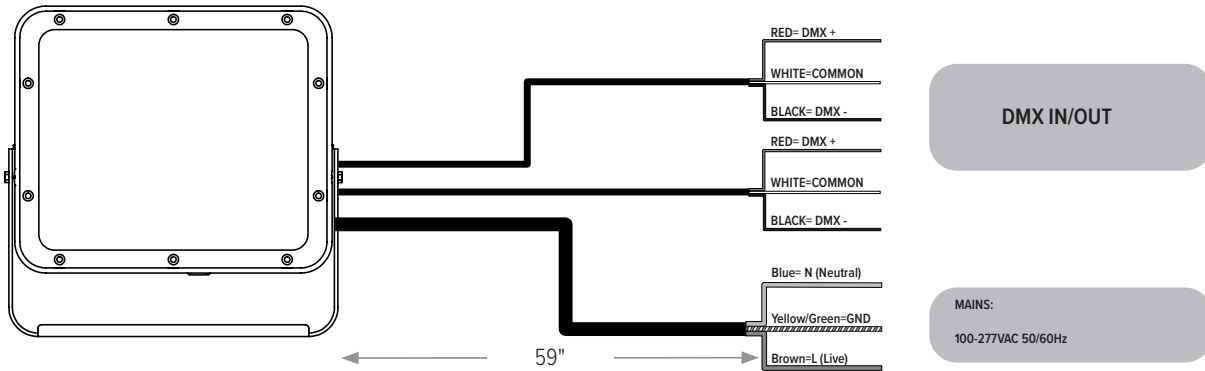 RED= DMX +
WHITE=COMMON
BLACK= DMX -
RED= DMX +
WHITE=COMMON
BLACK= DMX -
DMX IN/OUT
Blue= N (Neutral)
Yellow/Green=GND
Brown=L (Live)
MAINS:
100-277VAC 50/60Hz
59"